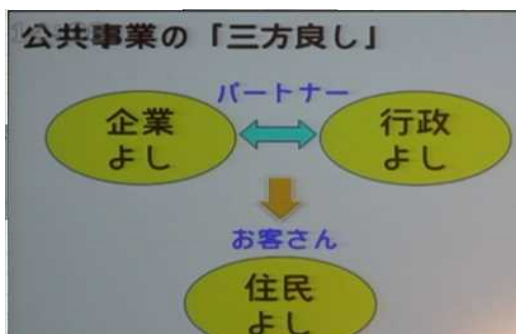 公共事業の「三方良し」
パートナー
企業
よし
行政
よし
お客さん
住民
よし